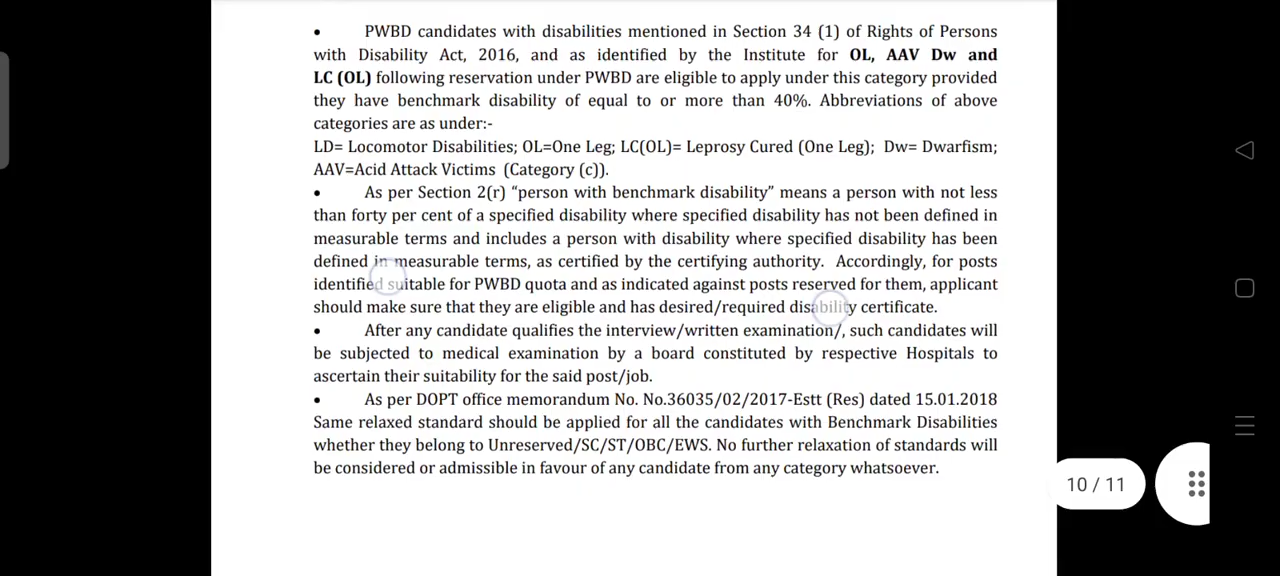 • PWBD candidates with disabilities mentioned in Section 34 (1) of Rights of Persons
with Disability Act, 2016, and as identified by the Institute for OL, AAV Dw and
LC (OL) following reservation under PWBD are eligible to apply under this category provided
they have benchmark disability of equal to or more than 40%. Abbreviations of above
categories are as under:-
LD= Locomotor Disabilities; OL=One Leg; LC(OL)= Leprosy Cured (One Leg); Dw= Dwarfism;
AAV=Acid Attack Victims (Category (c)).
• As per Section 2(r) “person with benchmark disability” means a person with not less
than forty per cent of a specified disability where specified disability has not been defined in
measurable terms and includes a person with disability where specified disability has been
defined in measurable terms, as certified by the certifying authority. Accordingly, for posts
identified suitable for PWBD quota and as indicated against posts reserved for them, applicant
should make sure that they are eligible and has desired/required disability certificate.
• After any candidate qualifies the interview/written examination/, such candidates will
be subjected to medical examination by a board constituted by respective Hospitals to
ascertain their suitability for the said post/job.
• As per DOPT office memorandum No. No.36035/02/2017-Estt (Res) dated 15.01.2018
Same relaxed standard should be applied for all the candidates with Benchmark Disabilities
whether they belong to Unreserved/SC/ST/OBC/EWS. No further relaxation of standards will
be considered or admissible in favour of any candidate from any category whatsoever.
10 / 11